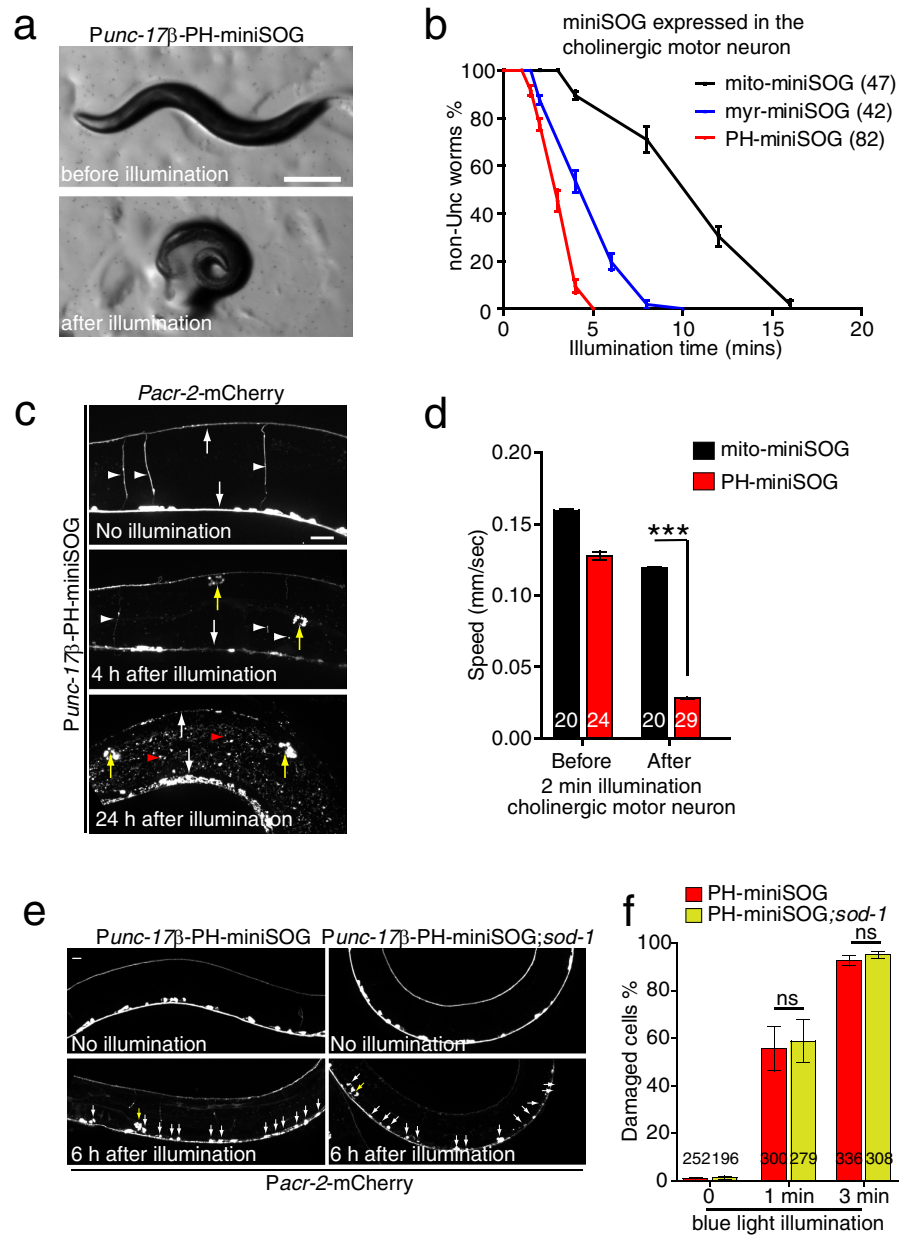 a
Punc-17β-PH-miniSOG
before illumination
after illumination
b
miniSOG expressed in the
cholinergic motor neuron
mito-miniSOG (47)
myr-miniSOG (42)
PH-miniSOG (82)
non-Unc worms %
100
80
60
40
20
0
0 5 10 15 20
Illumination time (mins)
c
Pacr-2-mCherry
Punc-17β-PH-miniSOG
No illumination
4 h after illumination
24 h after illumination
d
mito-miniSOG
PH-miniSOG
Speed (mm/sec)
0.20
0.15
0.10
0.05
0.00
***
20 24 20 29
Before After
2 min illumination
cholinergic motor neuron
e
Punc-17β-PH-miniSOG Punc-17β-PH-miniSOG;sod-1
No illumination No illumination
6 h after illumination 6 h after illumination
Pacr-2-mCherry
f
PH-miniSOG
PH-miniSOG;sod-1
Damaged cells %
100
80
60
40
20
0
ns
ns
252 196 300 279 336 308
0 1 min 3 min
blue light illumination